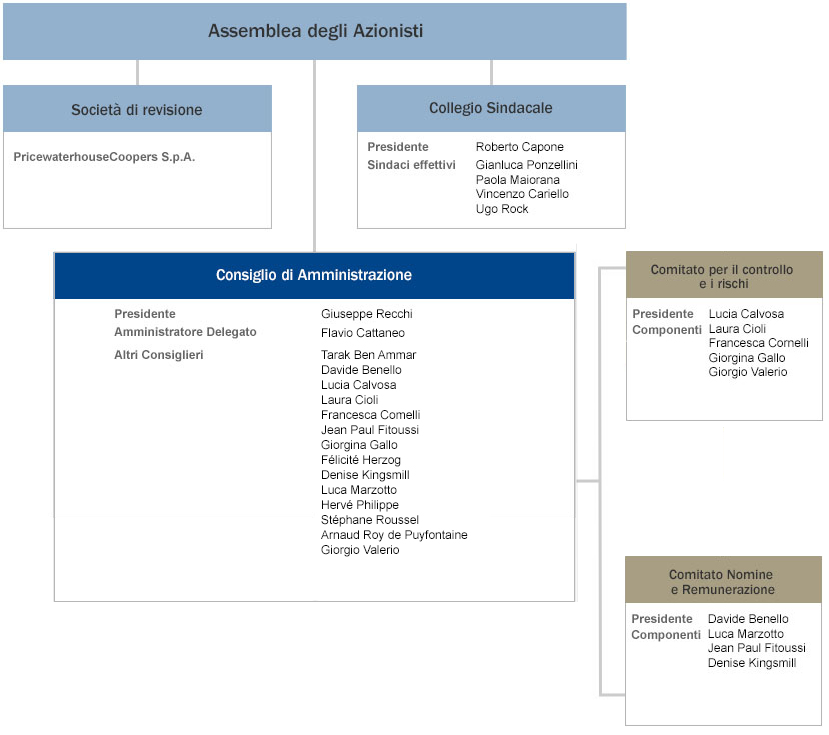 Assemblea degli Azionisti
Società di revisione
PricewaterhouseCoopers S.p.A.
Collegio Sindacale
Presidente Roberto Capone
Sindaci effettivi Gianluca Ponzellini
Paola Maiorana
Vincenzo Cariello
Ugo Rock
Consiglio di Amministrazione
Presidente Giuseppe Recchi
Amministratore Delegato Flavio Cattaneo
Altri Consiglieri Tarak Ben Ammar
Davide Benello
Lucia Calvosa
Laura Cioli
Francesca Cornelli
Jean Paul Fitoussi
Giorgina Gallo
Félicité Herzog
Denise Kingsmill
Luca Marzotto
Hervé Philippe
Stéphane Roussel
Arnaud Roy de Puyfontaine
Giorgio Valerio
Comitato per il controllo
e i rischi
Presidente Lucia Calvosa
Componenti Laura Cioli
Francesca Cornelli
Giorgina Gallo
Giorgio Valerio
Comitato Nomine
e Remunerazione
Presidente Davide Benello
Componenti Luca Marzotto
Jean Paul Fitoussi
Denise Kingsmill